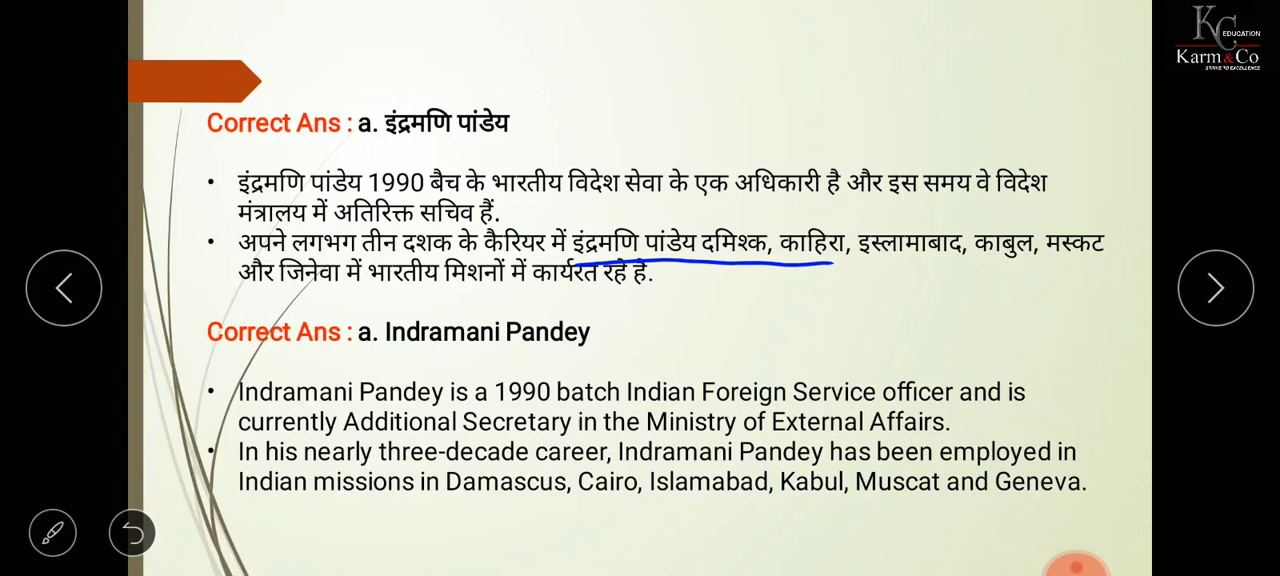 KC EDUCATION
Karm&Co
STRIVE TO EXCELLENCE
Correct Ans : a. इंद्रमणि पांडेय
• इंद्रमणि पांडेय 1990 बैच के भारतीय विदेश सेवा के एक अधिकारी है और इस समय वे विदेश
मंत्रालय में अतिरिक्त सचिव हैं.
• अपने लगभग तीन दशक के कैरियर में इंद्रमणि पांडेय दमिश्क, काहिरा, इस्लामाबाद, काबुल, मस्कट
और जिनेवा में भारतीय मिशनों में कार्यरत रहे हैं.
Correct Ans : a. Indramani Pandey
• Indramani Pandey is a 1990 batch Indian Foreign Service officer and is
currently Additional Secretary in the Ministry of External Affairs.
• In his nearly three-decade career, Indramani Pandey has been employed in
Indian missions in Damascus, Cairo, Islamabad, Kabul, Muscat and Geneva.